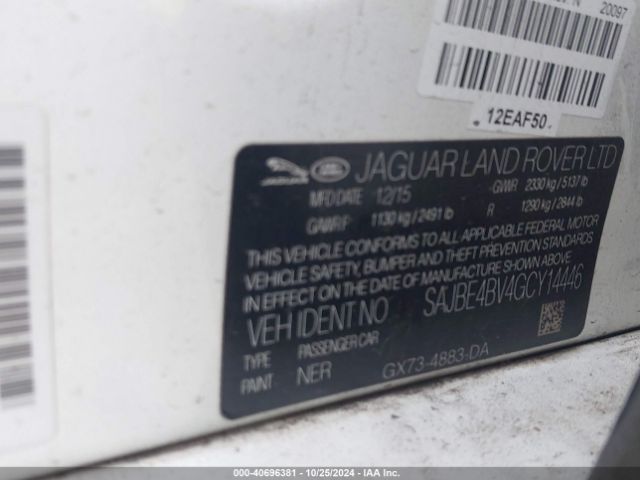 20097
12EAF50
JAGUAR LAND ROVER LTD
MFD DATE 12/15 GVWR 2330 kg / 5137 lb
GAWR F 1130 kg / 2491 lb R 1290 kg / 2844 lb
THIS VEHICLE CONFORMS TO ALL APPLICABLE FEDERAL MOTOR
VEHICLE SAFETY, BUMPER AND THEFT PREVENTION STANDARDS
IN EFFECT ON THE DATE OF MANUFACTURE SHOWN ABOVE
VEH IDENT NO SAJBE4BV4GCY14446
TYPE PASSENGER CAR
PAINT NER GX73-4883-DA
000-40696381 - 10/25/2024 - IAA Inc.